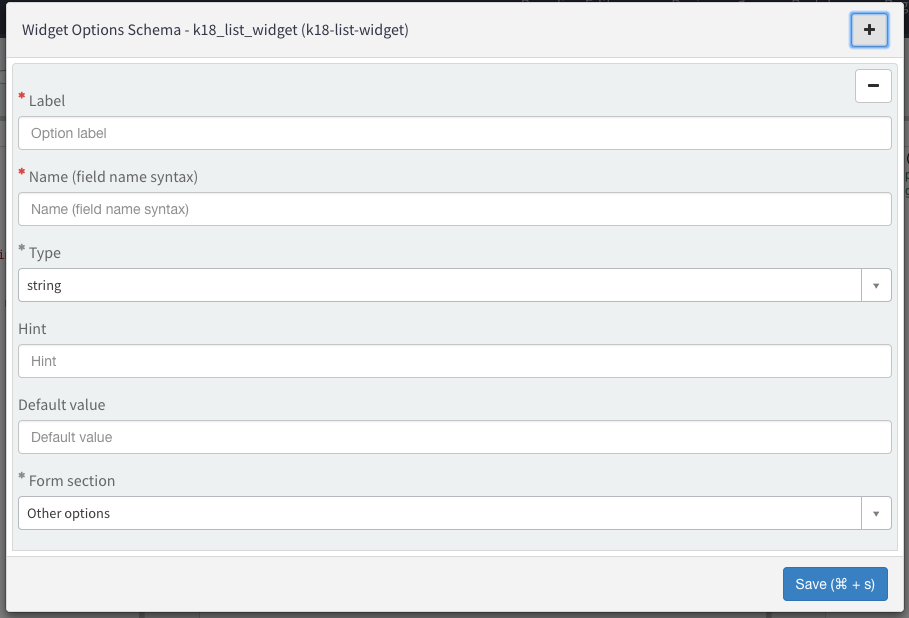 Widget Options Schema - k18_list_widget (k18-list-widget)
* Label
Option label
* Name (field name syntax)
Name (field name syntax)
* Type
string
Hint
Hint
Default value
Default value
* Form section
Other options
Save (⌘ + s)